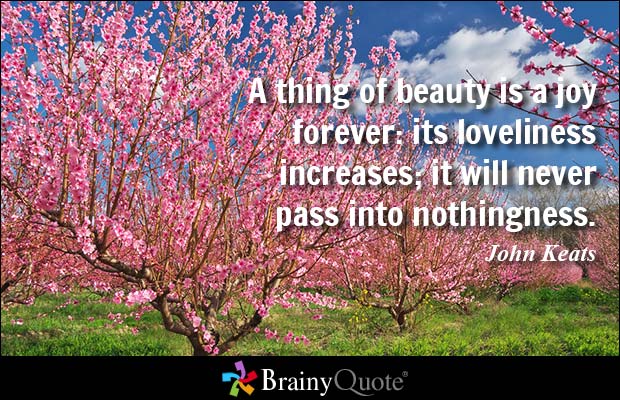 A thing of beauty is a joy
forever: its loveliness
increases; it will never
pass into nothingness.
John Keats
BrainyQuote®